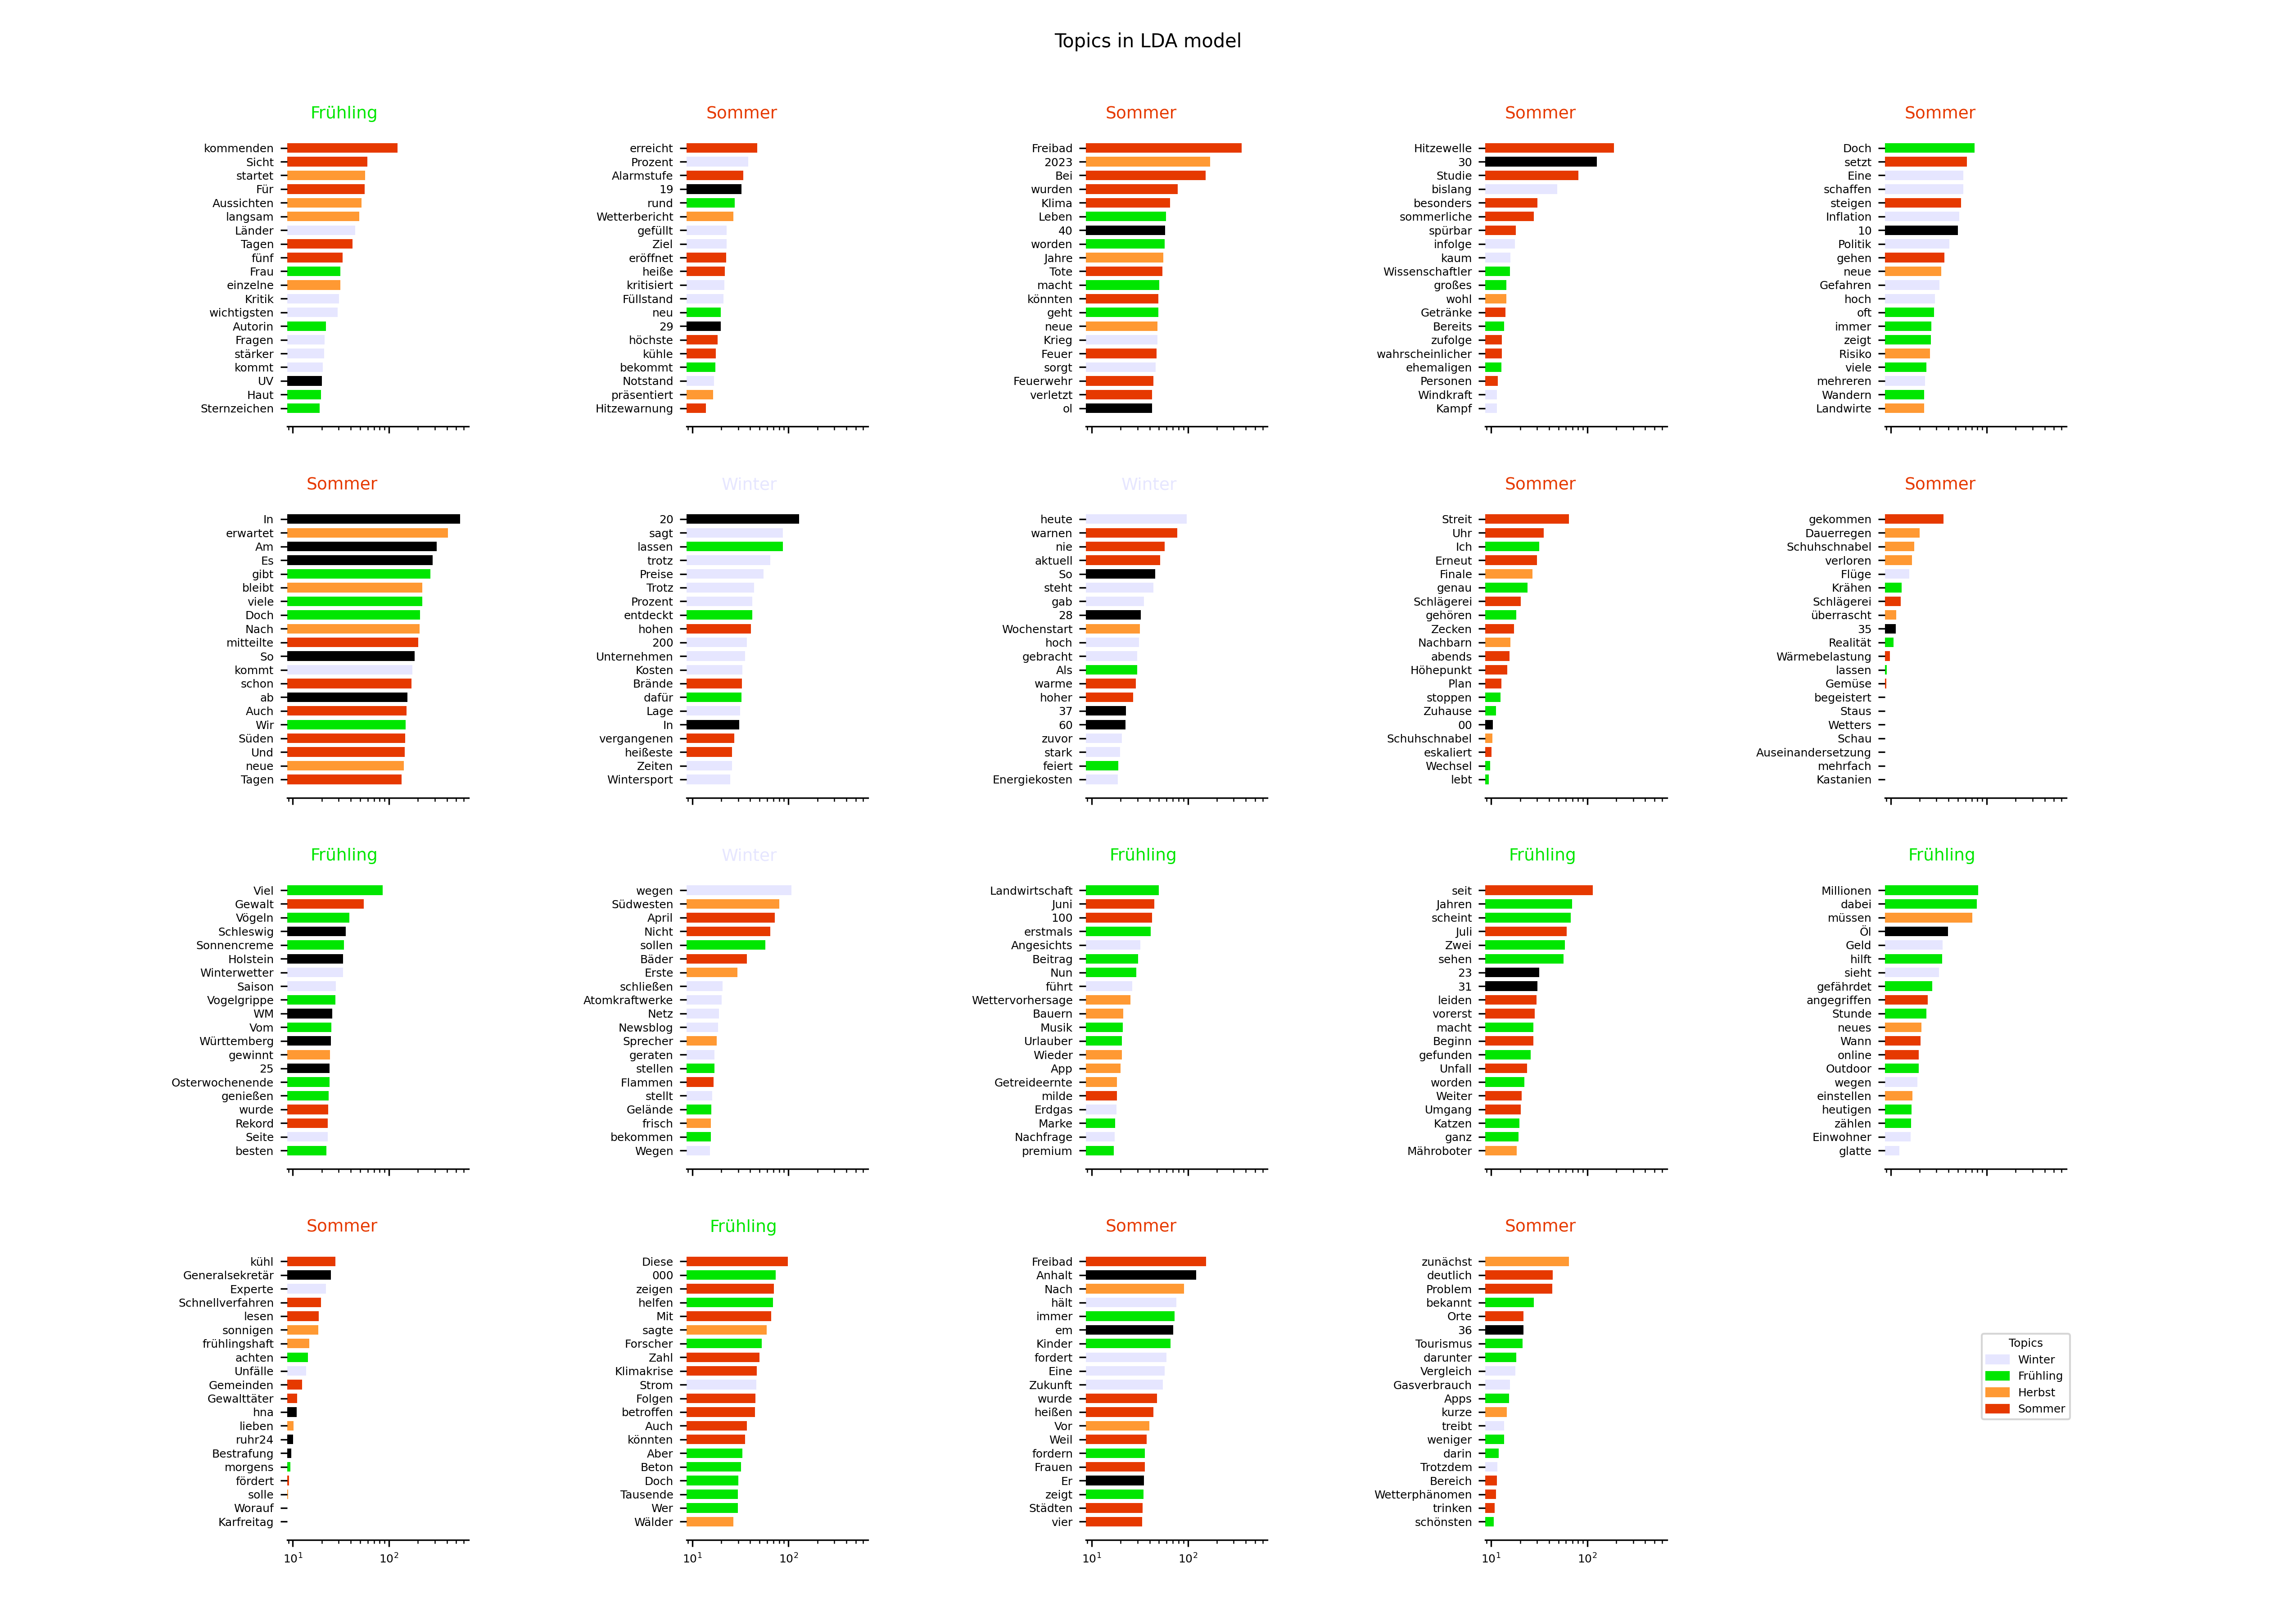 Topics in LDA model
Frühling
kommenden
Sicht
startet
Für
Aussichten
langsam
Länder
Tagen
fünf
Frau
einzelne
Kritik
wichtigsten
Autorin
Fragen
stärker
kommt
UV
Haut
Sternzeichen
Sommer
erreicht
Prozent
Alarmstufe
19
rund
Wetterbericht
gefüllt
Ziel
eröffnet
heiße
kritisiert
Füllstand
neu
29
höchste
kühle
bekommt
Notstand
präsentiert
Hitzewarnung
Sommer
Freibad
2023
Bei
wurden
Klima
Leben
40
worden
Jahre
Tote
macht
könnten
geht
neue
Krieg
Feuer
sorgt
Feuerwehr
verletzt
ol
Sommer
Hitzewelle
30
Studie
bislang
besonders
sommerliche
spürbar
infolge
kaum
Wissenschaftler
großes
wohl
Getränke
Bereits
zufolge
wahrscheinlicher
ehemaligen
Personen
Windkraft
Kampf
Sommer
Doch
setzt
Eine
schaffen
steigen
Inflation
10
Politik
gehen
neue
Gefahren
hoch
oft
immer
zeigt
Risiko
viele
mehreren
Wandern
Landwirte
Sommer
In
erwartet
Am
Es
gibt
bleibt
viele
Doch
Nach
mitteilte
So
kommt
schon
ab
Auch
Wir
Süden
Und
neue
Tagen
Winter
20
sagt
lassen
trotz
Preise
Trotz
Prozent
entdeckt
hohen
200
Unternehmen
Kosten
Brände
dafür
Lage
In
vergangenen
heißeste
Zeiten
Wintersport
Winter
heute
warnen
nie
aktuell
So
steht
gab
28
Wochenstart
hoch
gebracht
Als
warme
hoher
37
60
zuvor
stark
feiert
Energiekosten
Sommer
Streit
Uhr
Ich
Erneut
Finale
genau
Schlägerei
gehören
Zecken
Nachbarn
abends
Höhepunkt
Plan
stoppen
Zuhause
00
Schuhschnabel
eskaliert
Wechsel
lebt
Sommer
gekommen
Dauerregen
Schuhschnabel
verloren
Flüge
Krähen
Schlägerei
überrascht
35
Realität
Wärmebelastung
lassen
Gemüse
begeistert
Staus
Wetters
Schau
Auseinandersetzung
mehrfach
Kastanien
Frühling
Viel
Gewalt
Vögeln
Schleswig
Sonnencreme
Holstein
Winterwetter
Saison
Vogelgrippe
WM
Vom
Württemberg
gewinnt
25
Osterwochenende
genießen
wurde
Rekord
Seite
besten
Winter
wegen
Südwesten
April
Nicht
sollen
Bäder
Erste
schließen
Atomkraftwerke
Netz
Newsblog
Sprecher
geraten
stellen
Flammen
stellt
Gelände
frisch
bekommen
Wegen
Frühling
Landwirtschaft
Juni
100
erstmals
Angesichts
Beitrag
Nun
führt
Wettervorhersage
Bauern
Musik
Urlauber
Wieder
App
Getreideernte
milde
Erdgas
Marke
Nachfrage
premium
Frühling
seit
Jahren
scheint
Juli
Zwei
sehen
23
31
leiden
vorerst
macht
Beginn
gefunden
Unfall
worden
Weiter
Umgang
Katzen
ganz
Mähroboter
Frühling
Millionen
dabei
müssen
Öl
Geld
hilft
sieht
gefährdet
angegriffen
Stunde
neues
Wann
online
Outdoor
wegen
einstellen
heutigen
zählen
Einwohner
glatte
Sommer
kühl
Generalsekretär
Experte
Schnellverfahren
lesen
sonnigen
frühlingshaft
achten
Unfälle
Gemeinden
Gewalttäter
hna
lieben
ruhr24
Bestrafung
morgens
fördert
solle
Worauf
Karfreitag
10¹ 10²
Frühling
Diese
000
zeigen
helfen
Mit
sagte
Forscher
Zahl
Klimakrise
Strom
Folgen
betroffen
Auch
könnten
Aber
Beton
Doch
Tausende
Wer
Wälder
10¹ 10²
Sommer
Freibad
Anhalt
Nach
hält
immer
em
Kinder
fordert
Eine
Zukunft
wurde
heißen
Vor
Weil
fordern
Frauen
Er
zeigt
Städten
vier
10¹ 10²
Sommer
zunächst
deutlich
Problem
bekannt
Orte
36
Tourismus
darunter
Vergleich
Gasverbrauch
Apps
kurze
treibt
weniger
darin
Trotzdem
Bereich
Wetterphänomen
trinken
schönsten
10¹ 10²
Topics
Winter
Frühling
Herbst
Sommer